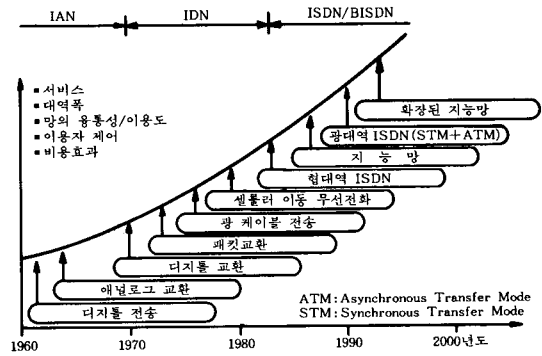 IAN IDN ISDN/BISDN
▪ 서비스
▪ 대역폭
▪ 망의 융통성/이용도
▪ 이용자 제어
▪ 비용효과
확장된 지능망
광대역 ISDN(STM+ATM)
지 능 망
협대역 ISDN
셀룰러 이동 무선전화
광 케이블 전송
패킷교환
디지틀 교환
애널로그 교환
디지틀 전송
ATM : Asynchronous Transfer Mode
STM : Synchronous Transfer Mode
1960 1970 1980 1990 2000년도